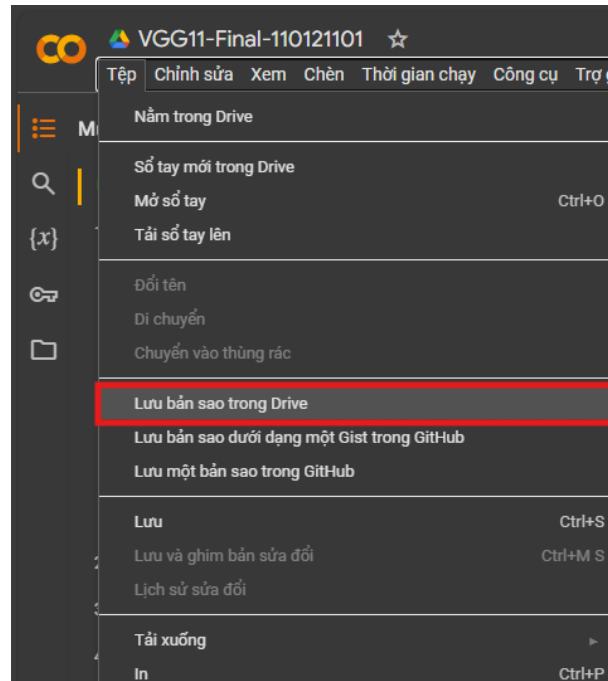 VGG11-Final-110121101
Tệp Chỉnh sửa Xem Chèn Thời gian chạy Công cụ Trợ
Nằm trong Drive
Sổ tay mới trong Drive
Mở sổ tay Ctrl+O
Tải sổ tay lên
{x}
Đổi tên
Di chuyển
Chuyển vào thùng rác
Lưu bản sao trong Drive
Lưu bản sao dưới dạng một Gist trong GitHub
Lưu một bản sao trong GitHub
Lưu Ctrl+S
Lưu và ghim bản sửa đổi Ctrl+M S
Lịch sử sửa đổi
Tải xuống
In Ctrl+P